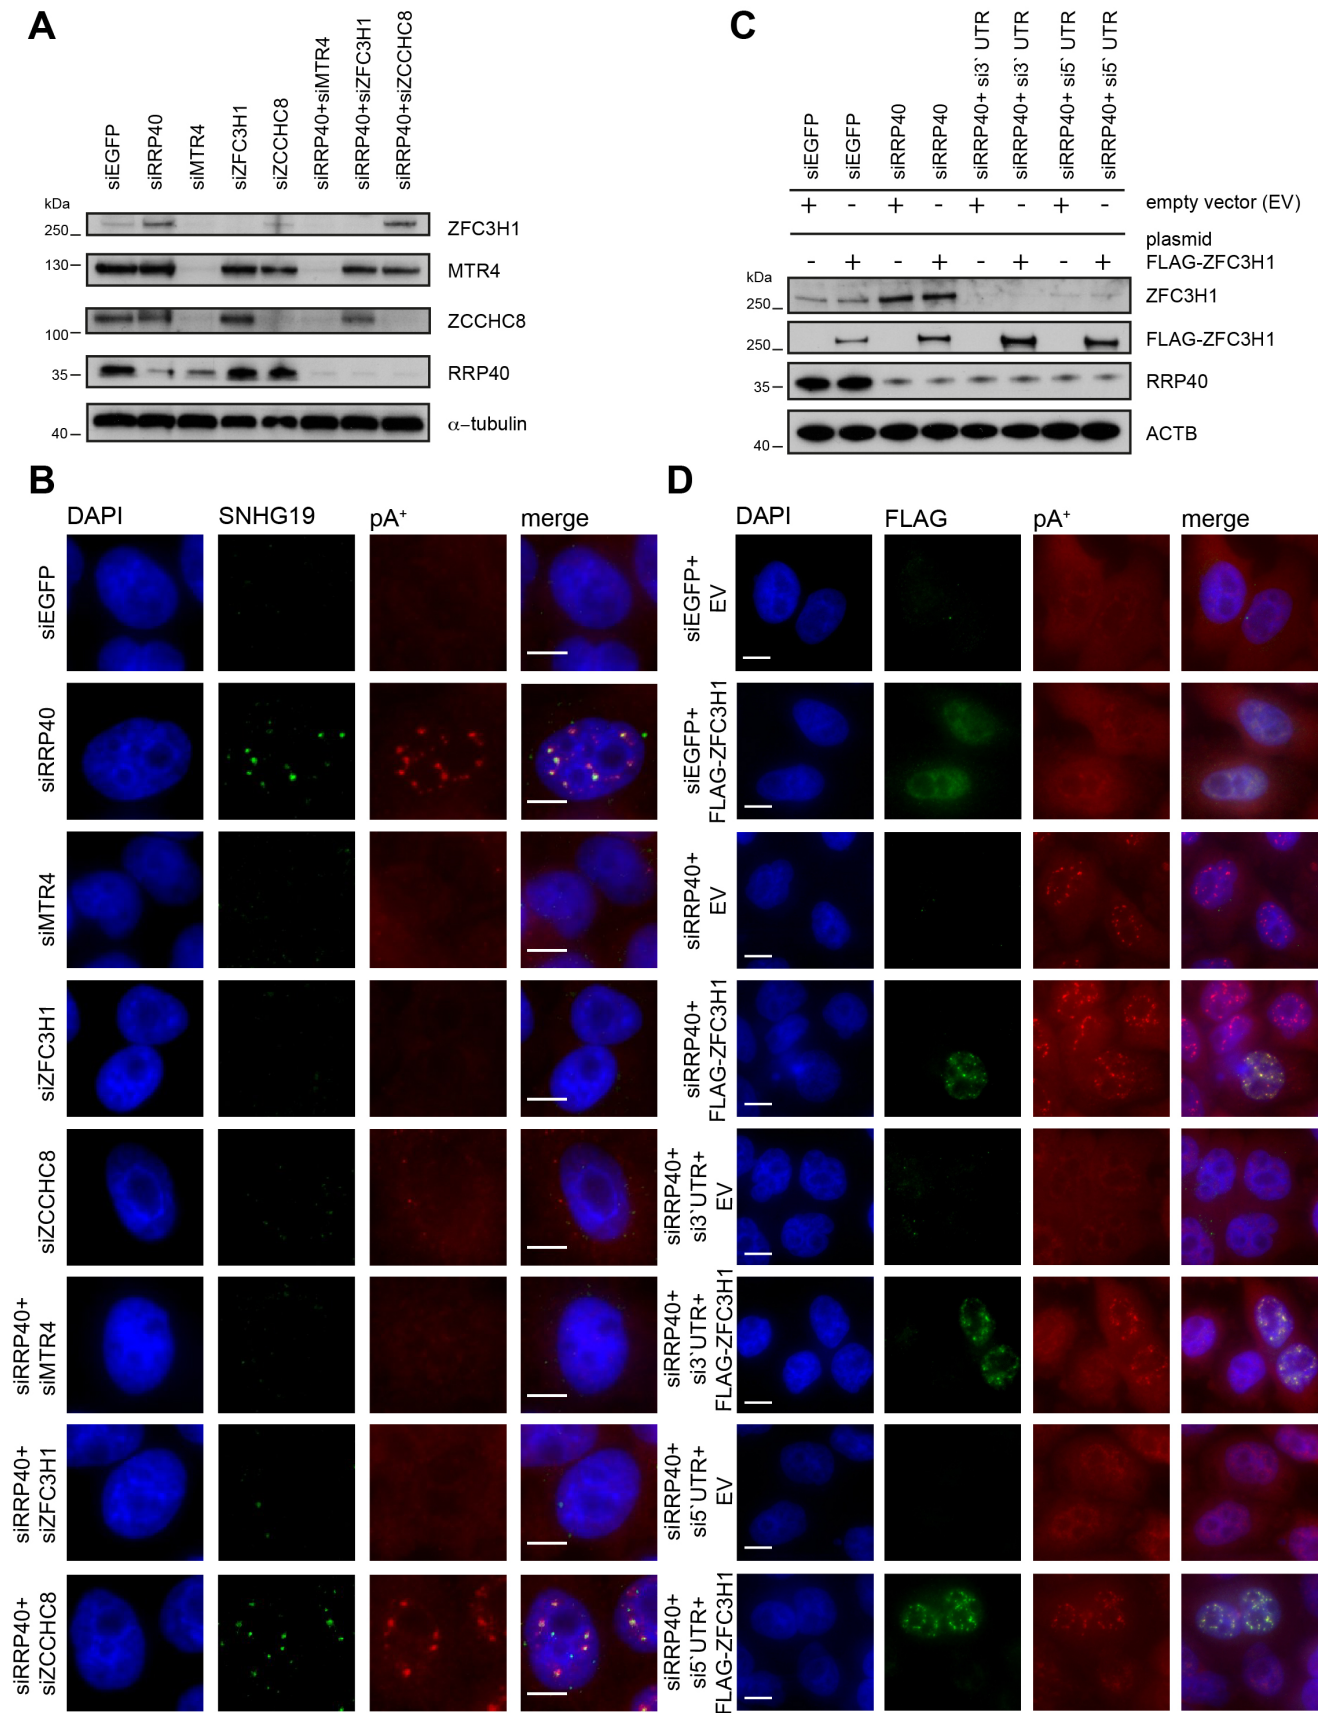 A
siEGFP
siRRP40
siMTR4
siZFC3H1
siZCCHC8
siRRP40+siMTR4
siRRP40+siZFC3H1
siRRP40+siZCCHC8
kDa
250
ZFC3H1
130
MTR4
100
ZCCHC8
35
RRP40
40
α–tubulin
C
siEGFP
siEGFP
siRRP40
siRRP40
siRRP40+ si3` UTR
siRRP40+ si3` UTR
siRRP40+ si5` UTR
siRRP40+ si5` UTR
+ - + - + - + - empty vector (EV)
plasmid
- + - + - + - + FLAG-ZFC3H1
kDa
250
ZFC3H1
250
FLAG-ZFC3H1
35
RRP40
40
ACTB
B
DAPI SNHG19 pA+ merge
siEGFP
siRRP40
siMTR4
siZFC3H1
siZCCHC8
siRRP40+
siMTR4
siRRP40+
siZFC3H1
siRRP40+
siZCCHC8
D
DAPI FLAG pA+ merge
siEGFP+
EV
siEGFP+
FLAG-ZFC3H1
siRRP40+
EV
siRRP40+
FLAG-ZFC3H1
siRRP40+
si3`UTR+
EV
siRRP40+
si3`UTR+
FLAG-ZFC3H1
siRRP40+
si5`UTR+
EV
siRRP40+
si5`UTR+
FLAG-ZFC3H1